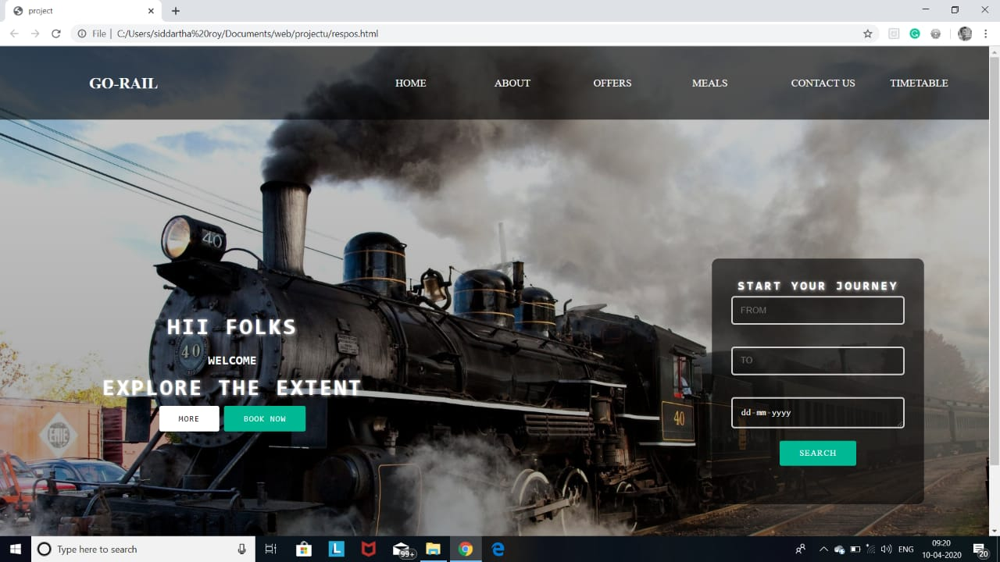 project
File | C:/Users/siddartha%20roy/Documents/web/projectu/respos.html
GO-RAIL
HOME
ABOUT
OFFERS
MEALS
CONTACT US
TIMETABLE
40
START YOUR JOURNEY
FROM
HII FOLKS
40
WELCOME
TO
EXPLORE THE EXTENT
MORE
BOOK NOW
dd-mm-yyyy
40
ERIE
SEARCH
Type here to search
L
99+
ENG
09:20
10-04-2020
20